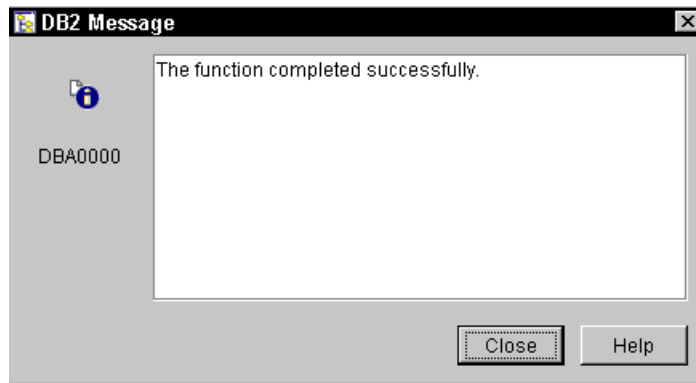 DB2 Message
The function completed successfully.
DBA0000
Close
Help